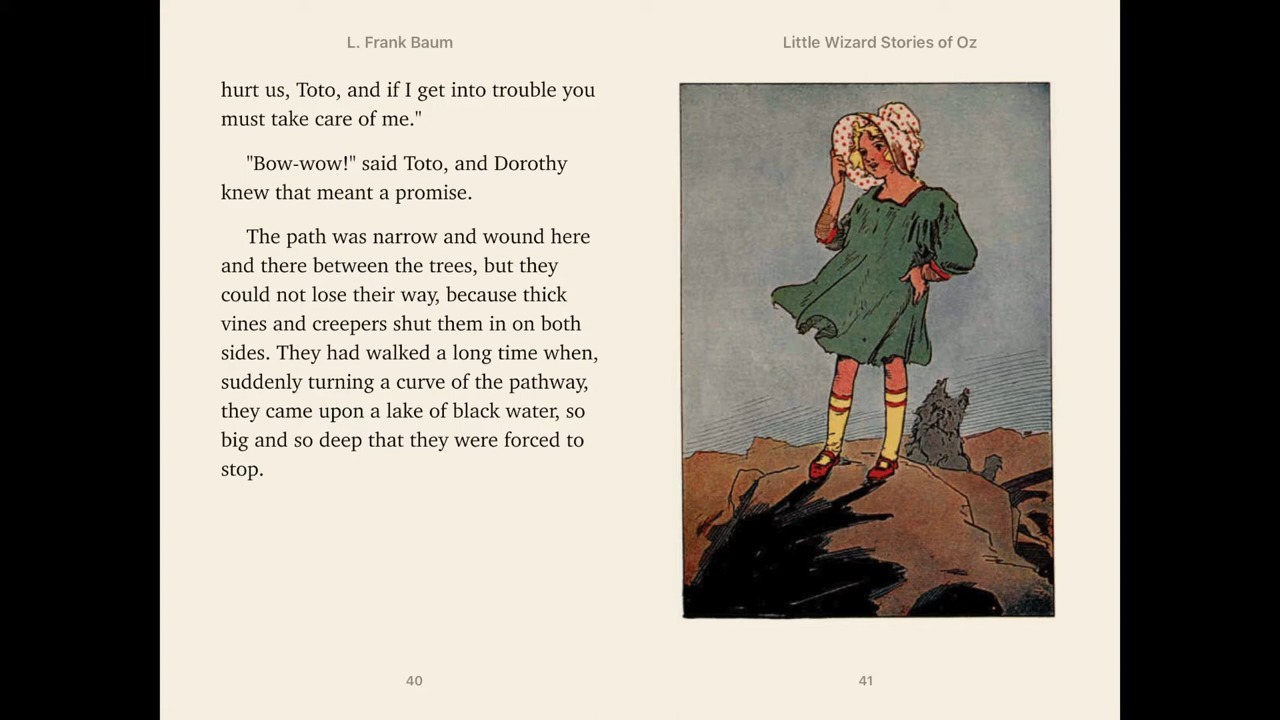 L. Frank Baum
hurt us, Toto, and if I get into trouble you
must take care of me."
"Bow-wow!" said Toto, and Dorothy
knew that meant a promise.
The path was narrow and wound here
and there between the trees, but they
could not lose their way, because thick
vines and creepers shut them in on both
sides. They had walked a long time when,
suddenly turning a curve of the pathway,
they came upon a lake of black water, so
big and so deep that they were forced to
stop.
40
Little Wizard Stories of Oz
41